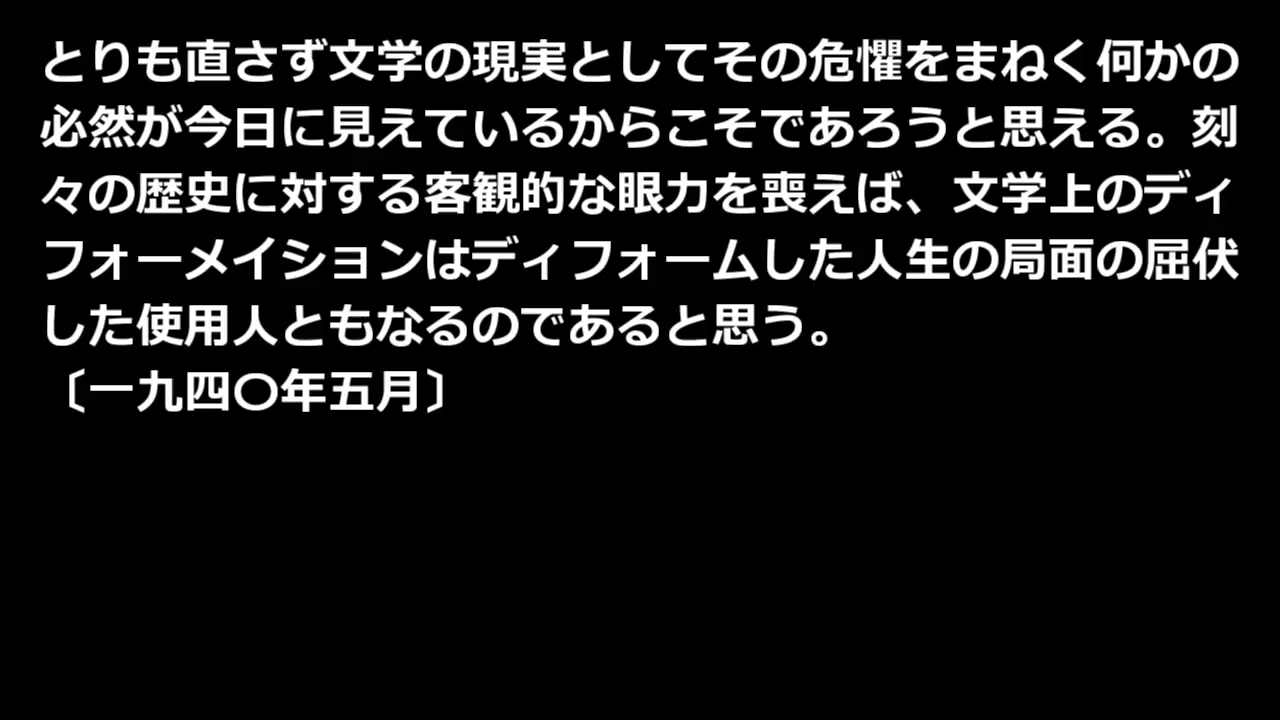 とりも直さず文学の現実としてその危惧をまねく何かの
必然が今日に見えているからこそであろうと思える。刻
々の歴史に対する客観的な眼力を喪えば、文学上のディ
フォーメイションはディフォームした人生の局面の屈伏
した使用人ともなるのであると思う。
〔一九四〇年五月〕